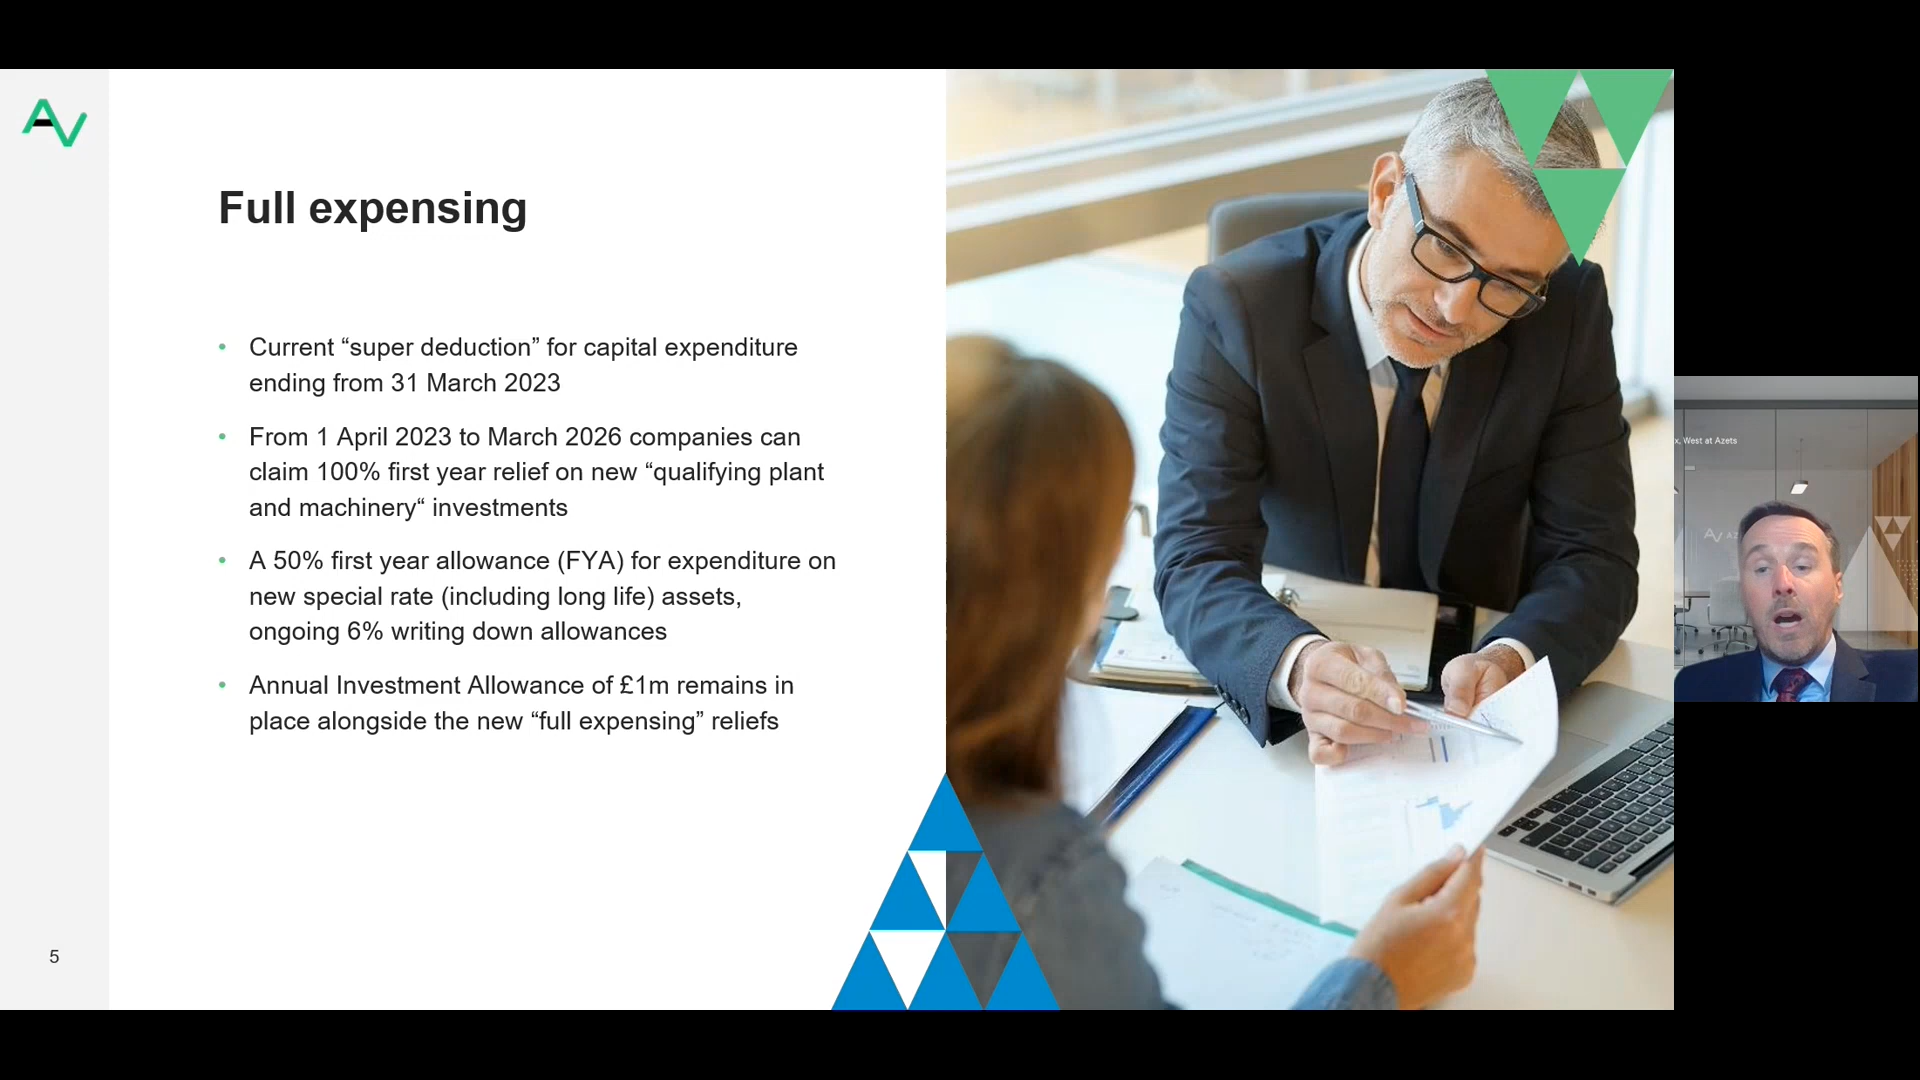 Full expensing
• Current “super deduction” for capital expenditure
ending from 31 March 2023
• From 1 April 2023 to March 2026 companies can
claim 100% first year relief on new “qualifying plant
and machinery“ investments
• A 50% first year allowance (FYA) for expenditure on
new special rate (including long life) assets,
ongoing 6% writing down allowances
• Annual Investment Allowance of £1m remains in
place alongside the new “full expensing” reliefs
5
x, West at Azets